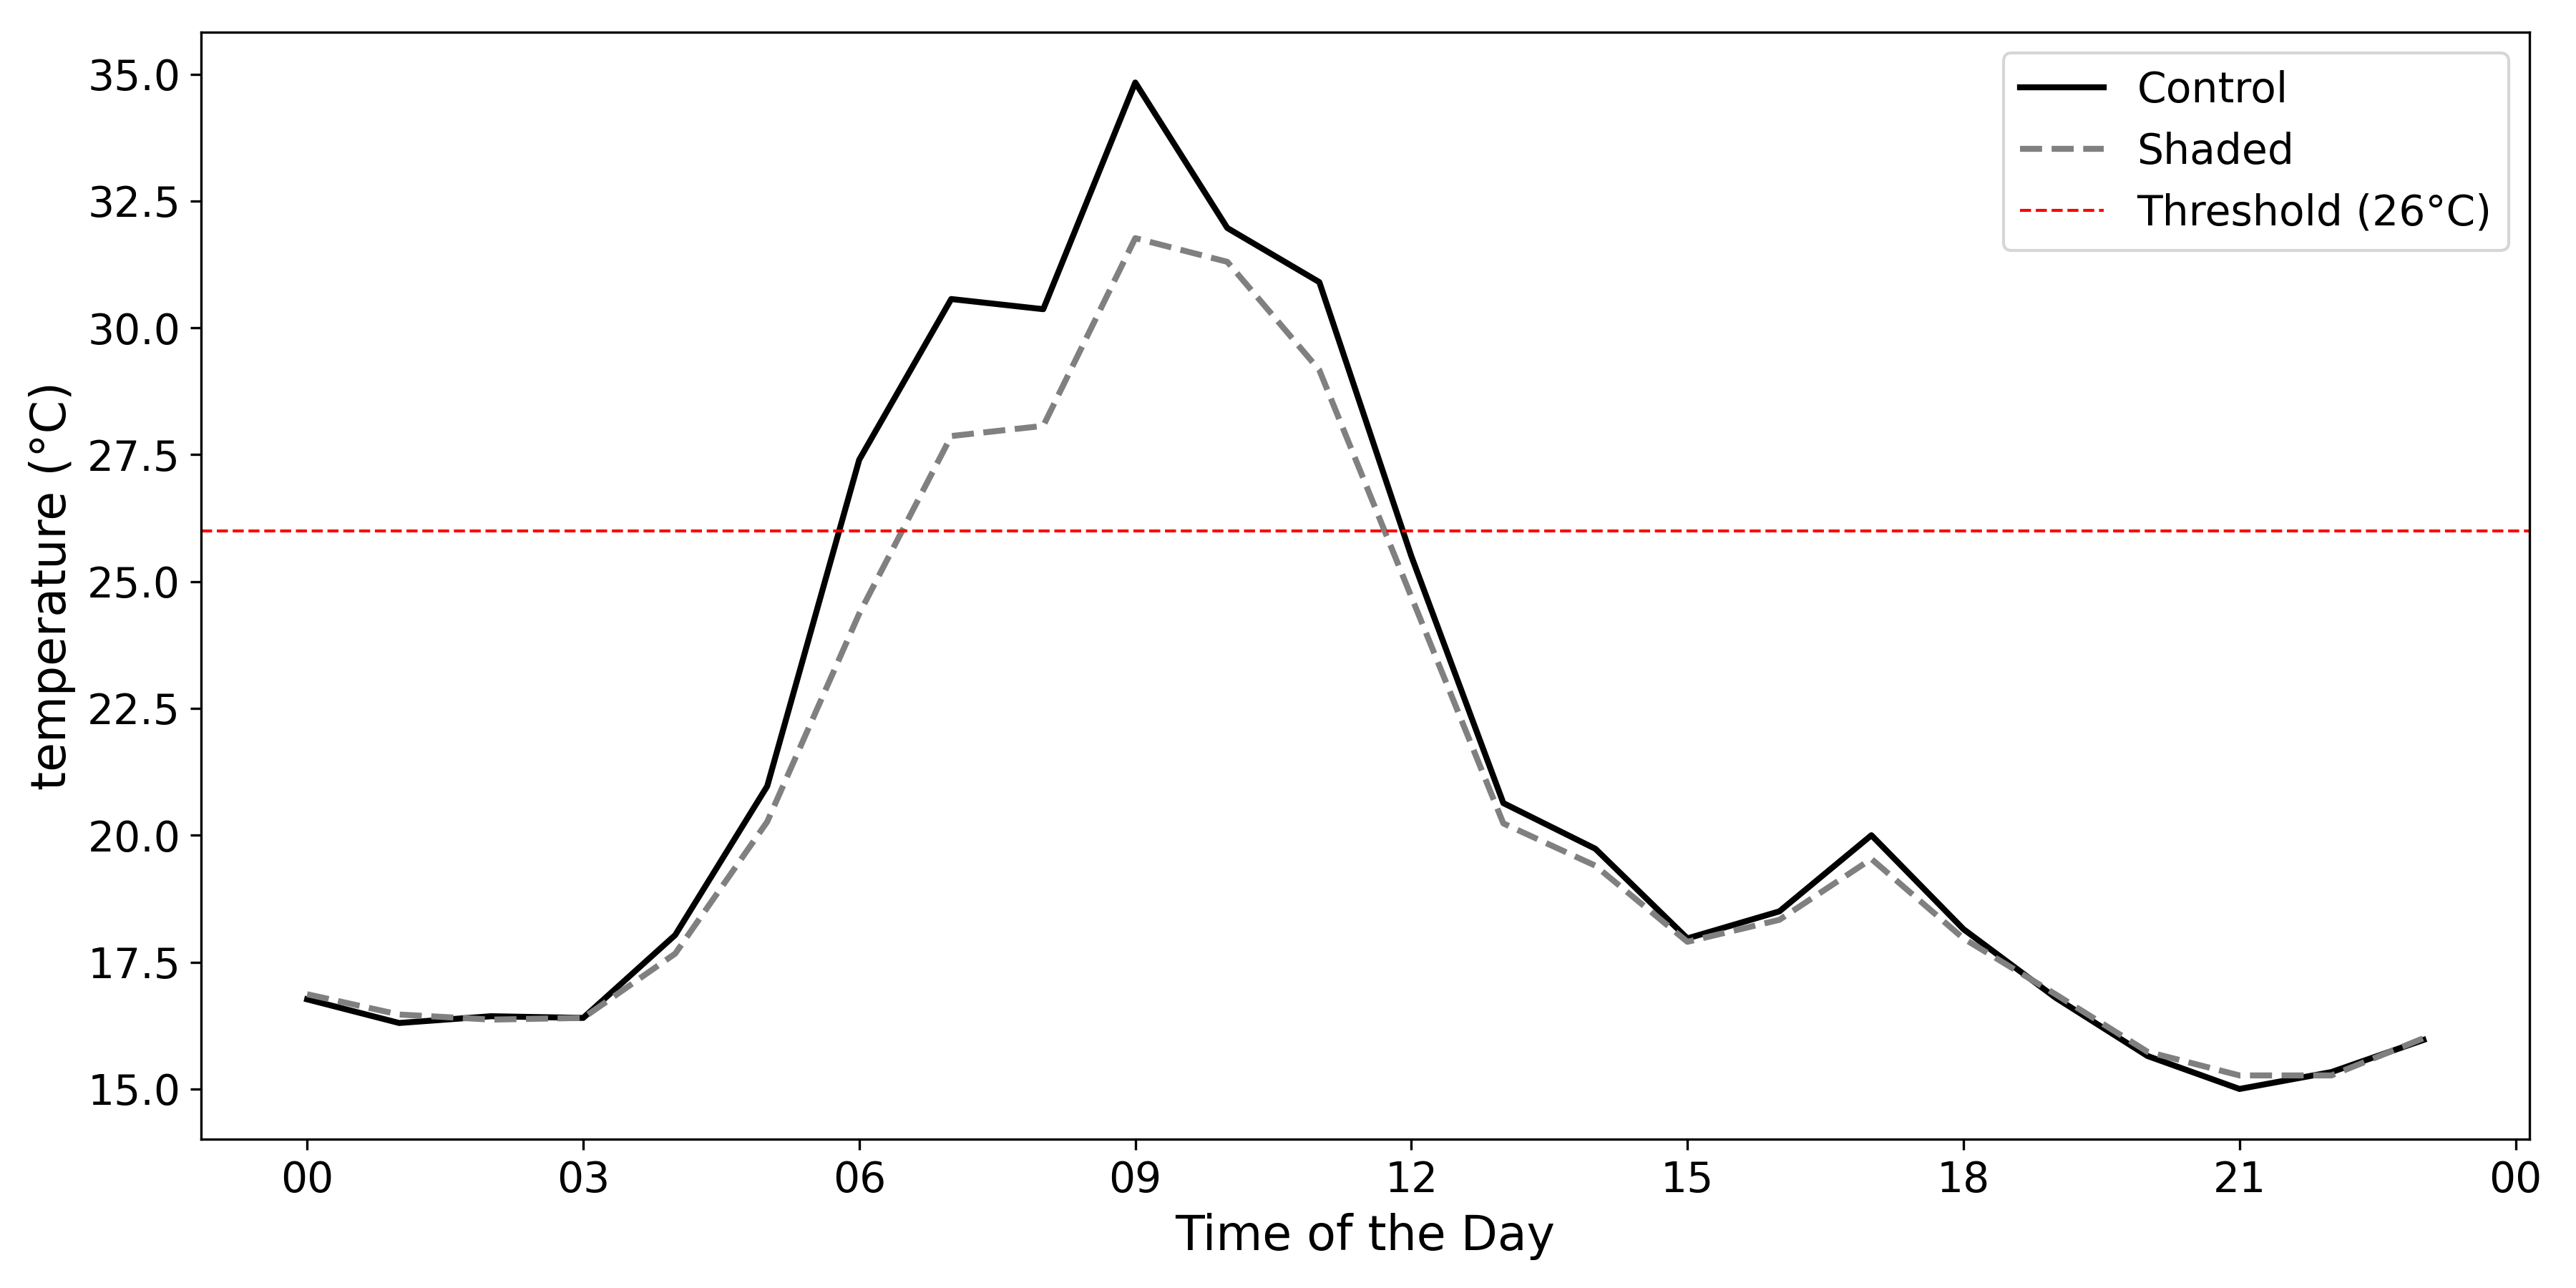 35.0
32.5
30.0
27.5
25.0
22.5
20.0
17.5
15.0
temperature (°C)
Control
Shaded
Threshold (26°C)
00 03 06 09 12 15 18 21 00
Time of the Day